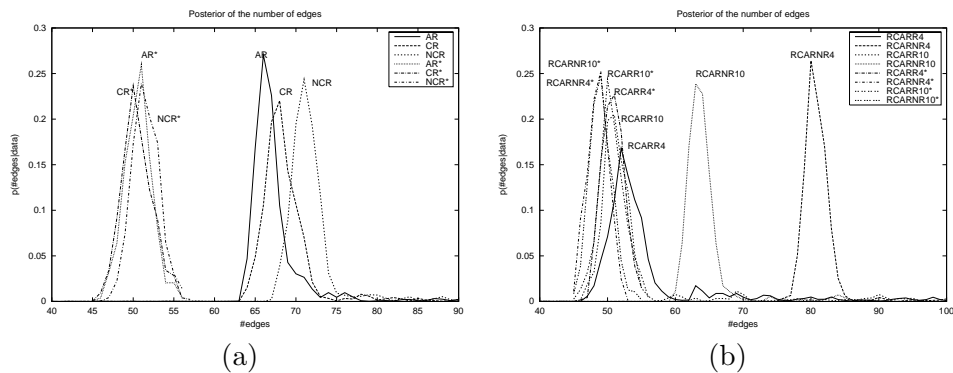 Posterior of the number of edges
0.3
0.25
0.2
0.15
0.1
0.05
0
40 45 50 55 60 65 70 75 80 85 90
p(#edges|data)
#edges
AR*
AR
CR*
CR
NCR
NCR*
AR
CR
NCR
AR*
CR*
NCR*
(a)
Posterior of the number of edges
0.3
0.25
0.2
0.15
0.1
0.05
0
40 50 60 70 80 90 100
p(#edges|data)
#edges
RCARNR10*
RCARNR4*
RCARR10*
RCARR4*
RCARR10
RCARR4
RCARNR10
RCARNR4
RCARR4
RCARNR4
RCARR10
RCARNR10
RCARR4*
RCARNR4*
RCARR10*
RCARNR10*
(b)